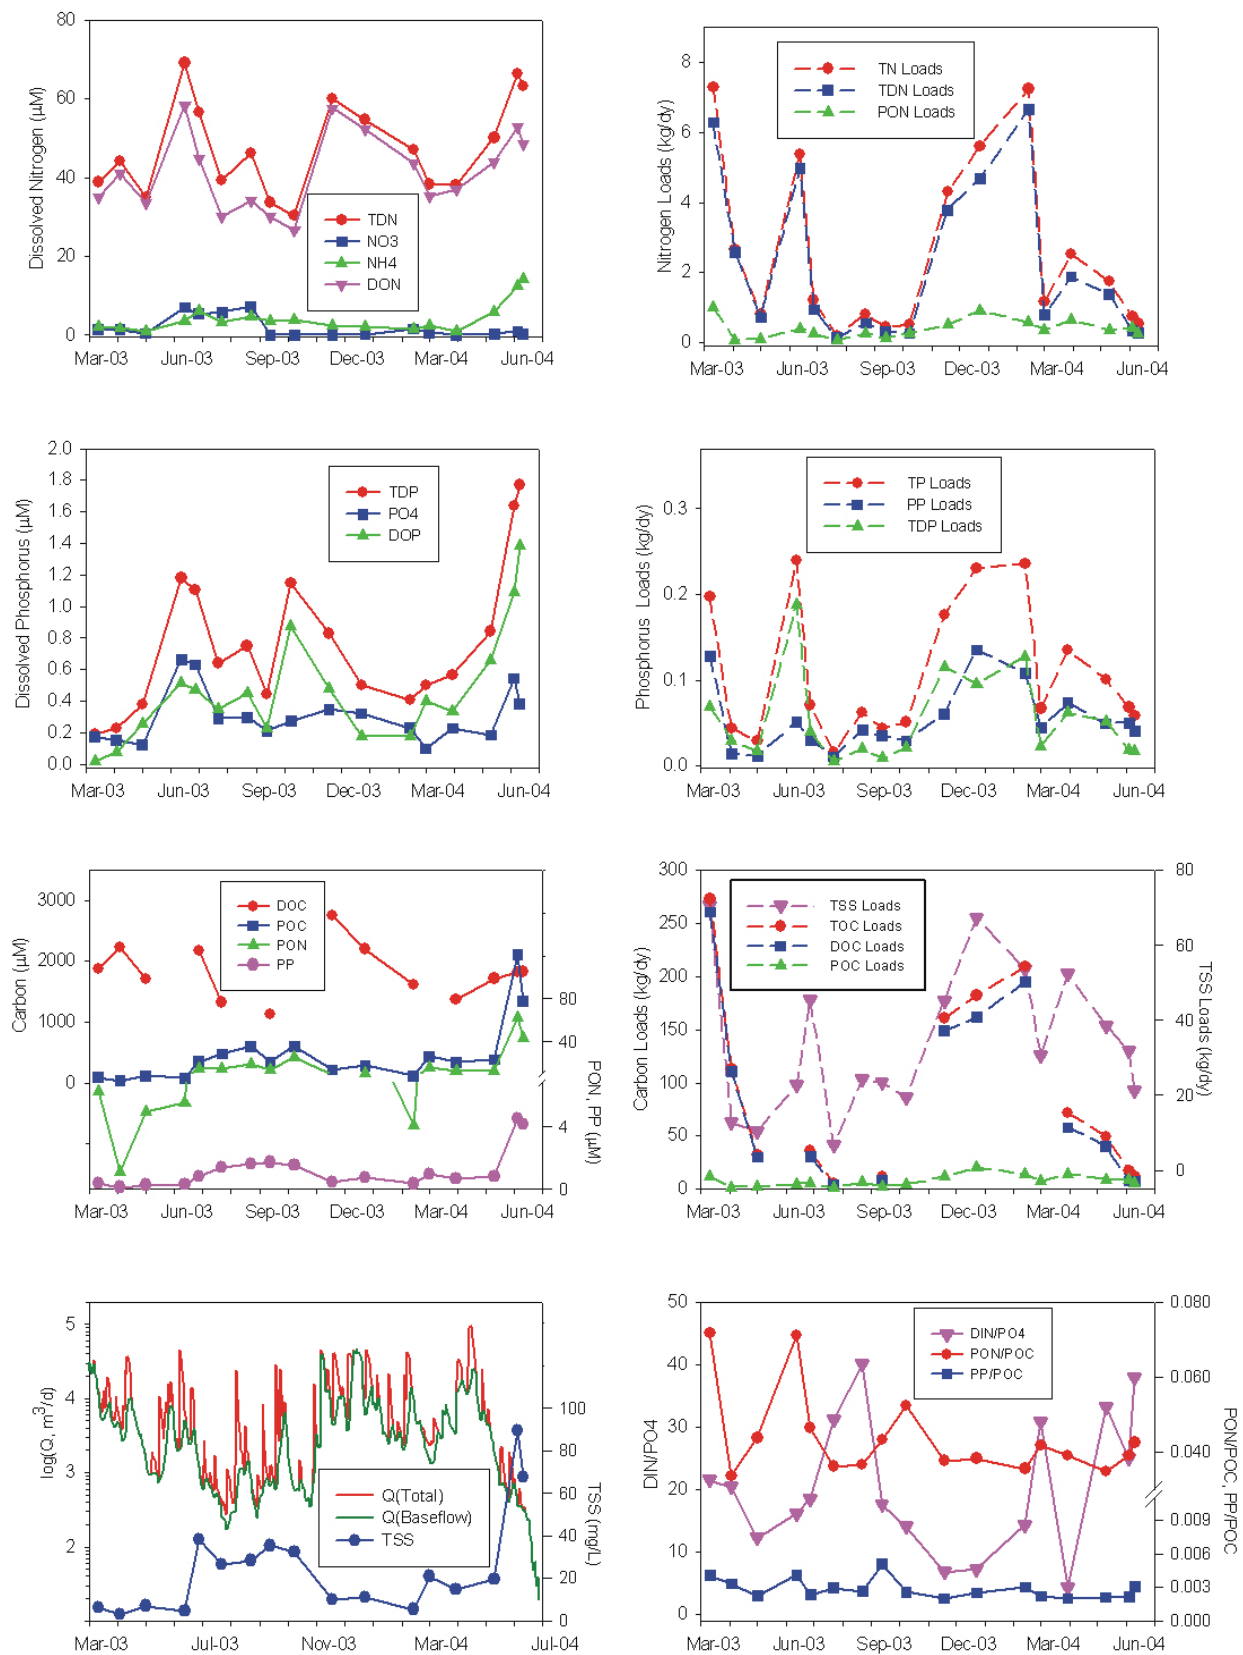 80
60
40
20
0
Dissolved Nitrogen (μM)
TDN
NO3
NH4
DON
Mar-03 Jun-03 Sep-03 Dec-03 Mar-04 Jun-04
8
6
4
2
0
Nitrogen Loads (kg/dy)
TN Loads
TDN Loads
PON Loads
Mar-03 Jun-03 Sep-03 Dec-03 Mar-04 Jun-04
2.0
1.8
1.6
1.4
1.2
1.0
0.8
0.6
0.4
0.2
0.0
Dissolved Phosphorus (μM)
TDP
PO4
DOP
Mar-03 Jun-03 Sep-03 Dec-03 Mar-04 Jun-04
0.3
0.2
0.1
0.0
Phosphorus Loads (kg/dy)
TP Loads
PP Loads
TDP Loads
Mar-03 Jun-03 Sep-03 Dec-03 Mar-04 Jun-04
3000
2000
1000
0
Carbon (μM)
DOC
POC
PON
PP
80
40
4
0
PON, PP (μM)
Mar-03 Jun-03 Sep-03 Dec-03 Mar-04 Jun-04
300
250
200
150
100
50
0
Carbon Loads (kg/dy)
TSS Loads
TOC Loads
DOC Loads
POC Loads
80
60
40
20
0
TSS Loads (kg/dy)
Mar-03 Jun-03 Sep-03 Dec-03 Mar-04 Jun-04
5
4
3
2
log(Q, m³/d)
Q(Total)
Q(Baseflow)
TSS
100
80
60
40
20
0
TSS (mg/L)
Mar-03 Jul-03 Nov-03 Mar-04 Jul-04
50
40
30
20
10
0
DIN/PO4
DIN/PO4
PON/POC
PP/POC
0.080
0.060
0.040
0.009
0.006
0.003
0.000
PON/POC, PP/POC
Mar-03 Jun-03 Sep-03 Dec-03 Mar-04 Jun-04